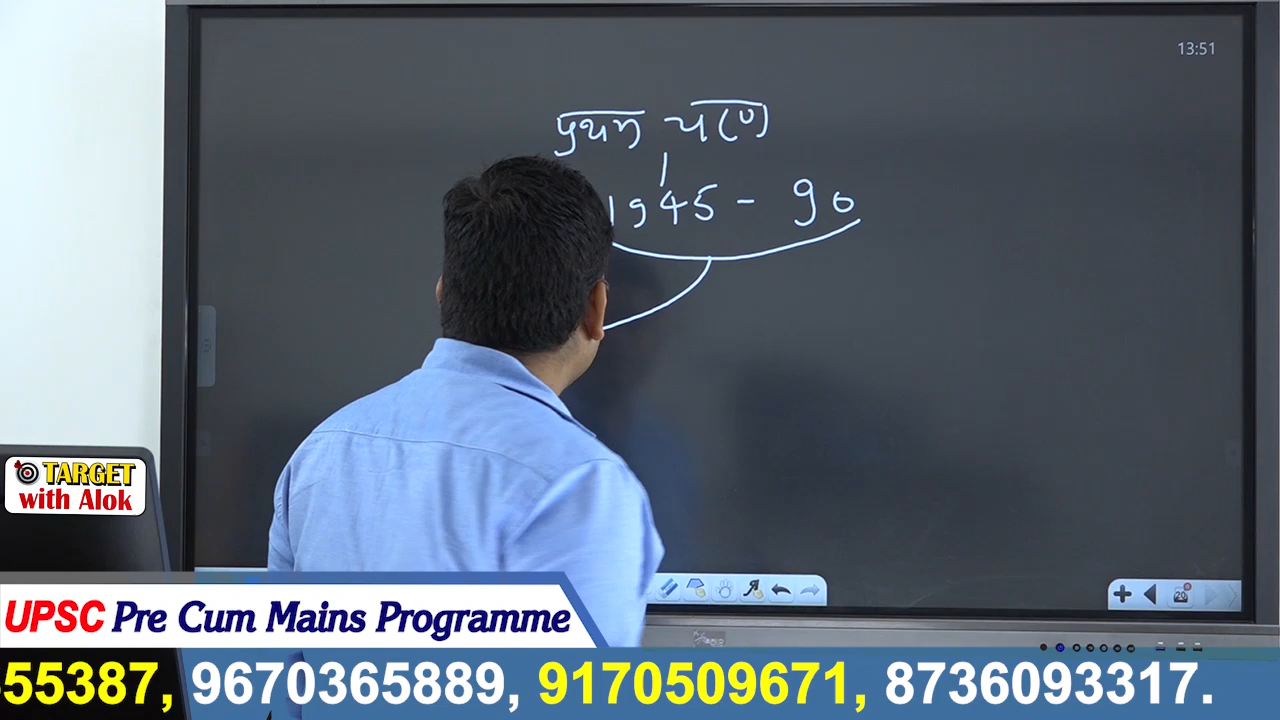 13:51
प्रथम चरण
1945 - 90
TARGET
with Alok
UPSC Pre Cum Mains Programme
55387, 9670365889, 9170509671, 8736093317.